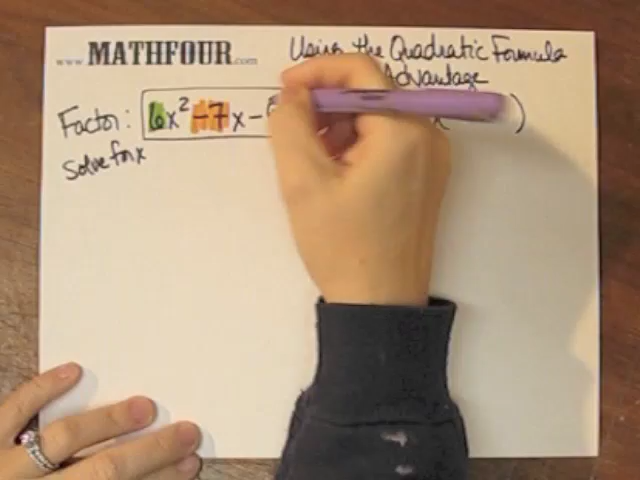 www.MATHFOUR.com
Using the Quadratic Formula
Advantage
Factor: 6x² -7x -
Solve for x
)